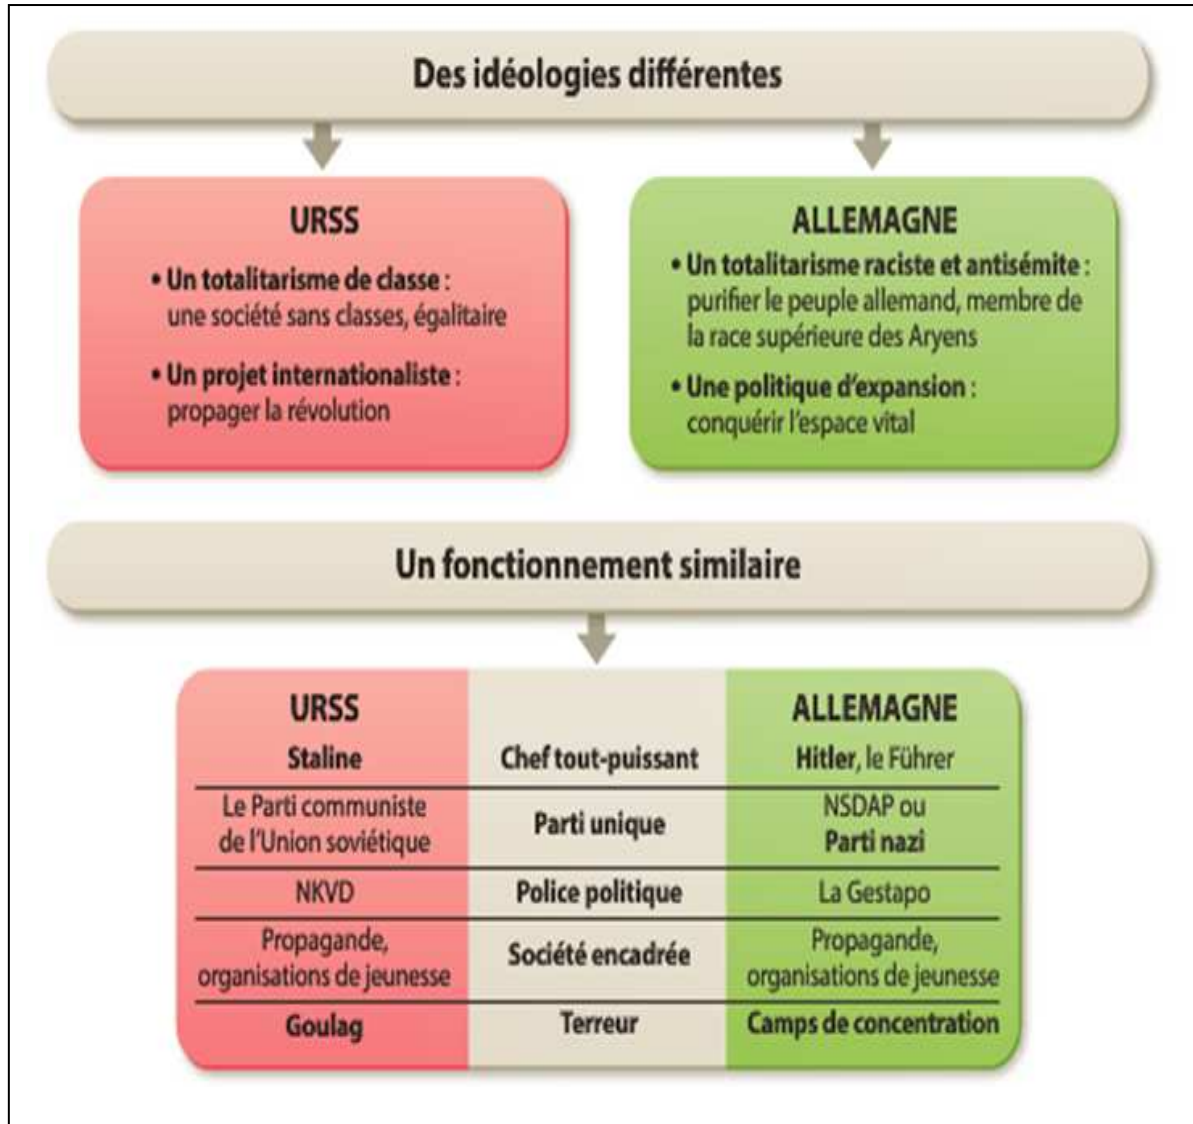 Des idéologies différentes
URSS
• Un totalitarisme de classe :
une société sans classes, égalitaire
• Un projet internationaliste :
propager la révolution
ALLEMAGNE
• Un totalitarisme raciste et antisémite :
purifier le peuple allemand, membre de
la race supérieure des Aryens
• Une politique d'expansion :
conquérir l'espace vital
Un fonctionnement similaire
URSS
ALLEMAGNE
Staline
Chef tout-puissant
Hitler, le Führer
Le Parti communiste
de l'Union soviétique
Parti unique
NSDAP ou
Parti nazi
NKVD
Police politique
La Gestapo
Propagande,
organisations de jeunesse
Société encadrée
Propagande,
organisations de jeunesse
Goulag
Terreur
Camps de concentration